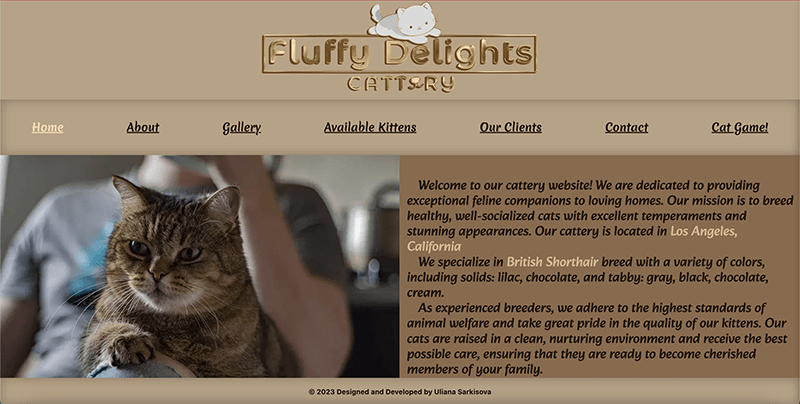 Fluffy Delights
CATTERY
Home About Gallery Available Kittens Our Clients Contact Cat Game!
Welcome to our cattery website! We are dedicated to providing
exceptional feline companions to loving homes. Our mission is to breed
healthy, well-socialized cats with excellent temperaments and
stunning appearances. Our cattery is located in Los Angeles,
California
We specialize in British Shorthair breed with a variety of colors,
including solids: lilac, chocolate, and tabby: gray, black, chocolate,
cream.
As experienced breeders, we adhere to the highest standards of
animal welfare and take great pride in the quality of our kittens. Our
cats are raised in a clean, nurturing environment and receive the best
possible care, ensuring that they are ready to become cherished
members of your family.
© 2023 Designed and Developed by Uliana Sarkisova